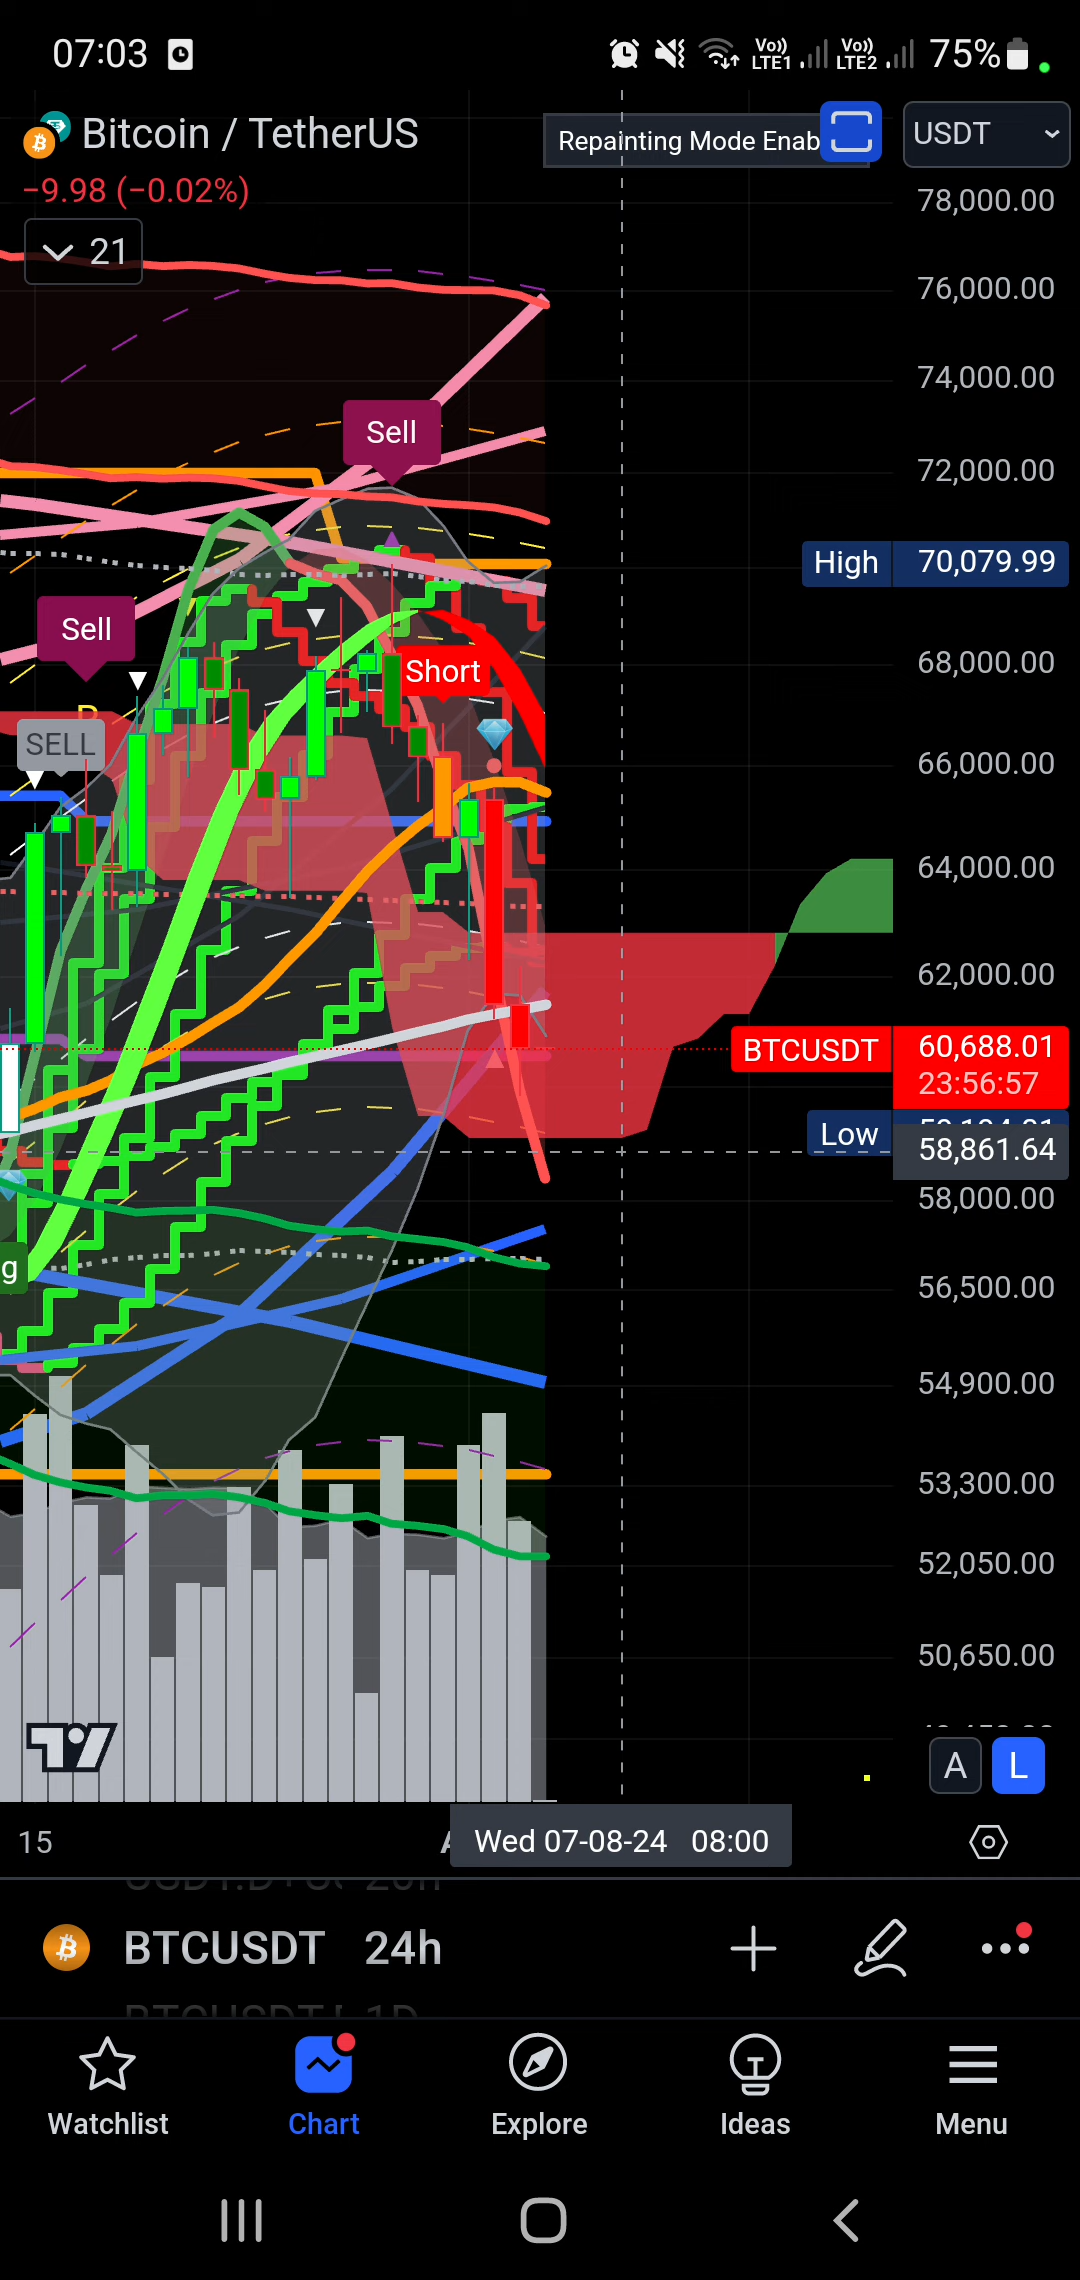 07:03
Vo)) LTE1 Vo)) LTE2 75%
Bitcoin / TetherUS
Repainting Mode Enab
USDT
−9.98 (−0.02%)
21
78,000.00
76,000.00
74,000.00
Sell
72,000.00
High 70,079.99
Sell
Short
68,000.00
SELL
66,000.00
64,000.00
62,000.00
BTCUSDT 60,688.01
23:56:57
Low
58,861.64
58,000.00
g
56,500.00
54,900.00
53,300.00
52,050.00
50,650.00
A L
15
Wed 07-08-24 08:00
BTCUSDT 24h
Watchlist
Chart
Explore
Ideas
Menu